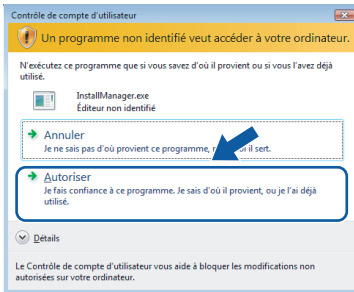 Contrôle de compte d'utilisateur
Un programme non identifié veut accéder à votre ordinateur.
N'exécutez ce programme que si vous savez d'où il provient ou si vous l'avez déjà
utilisé.
InstallManager.exe
Éditeur non identifié
Annuler
Je ne sais pas d'où provient ce programme, il sert.
Autoriser
Je fais confiance à ce programme. Je sais d'où il provient, ou je l'ai déjà
utilisé.
Détails
Le Contrôle de compte d'utilisateur vous aide à bloquer les modifications non
autorisées sur votre ordinateur.